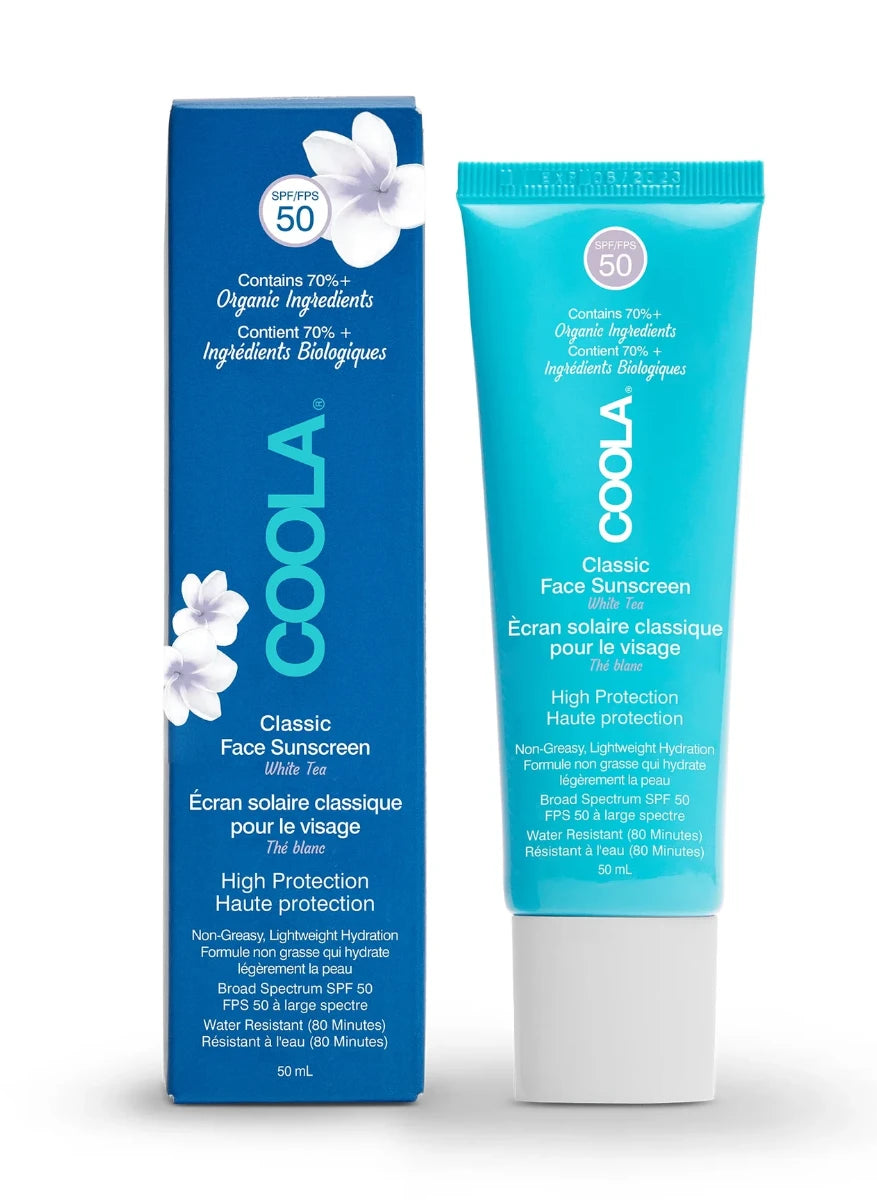 SPF/FPS
50
Contains 70%+
Organic Ingredients
Contient 70% +
Ingrédients Biologiques
COOLA®
Classic
Face Sunscreen
White Tea
Écran solaire classique
pour le visage
Thé blanc
High Protection
Haute protection
Non-Greasy, Lightweight Hydration
Formule non grasse qui hydrate
légèrement la peau
Broad Spectrum SPF 50
FPS 50 à large spectre
Water Resistant (80 Minutes)
Résistant à l'eau (80 Minutes)
50 mL
EXP 06/2023
SPF/FPS
50
Contains 70%+
Organic Ingredients
Contient 70% +
Ingrédients Biologiques
COOLA®
Classic
Face Sunscreen
White Tea
Ècran solaire classique
pour le visage
Thé blanc
High Protection
Haute protection
Non-Greasy, Lightweight Hydration
Formule non grasse qui hydrate
légèrement la peau
Broad Spectrum SPF 50
FPS 50 à large spectre
Water Resistant (80 Minutes)
Résistant à l'eau (80 Minutes)
50 mL